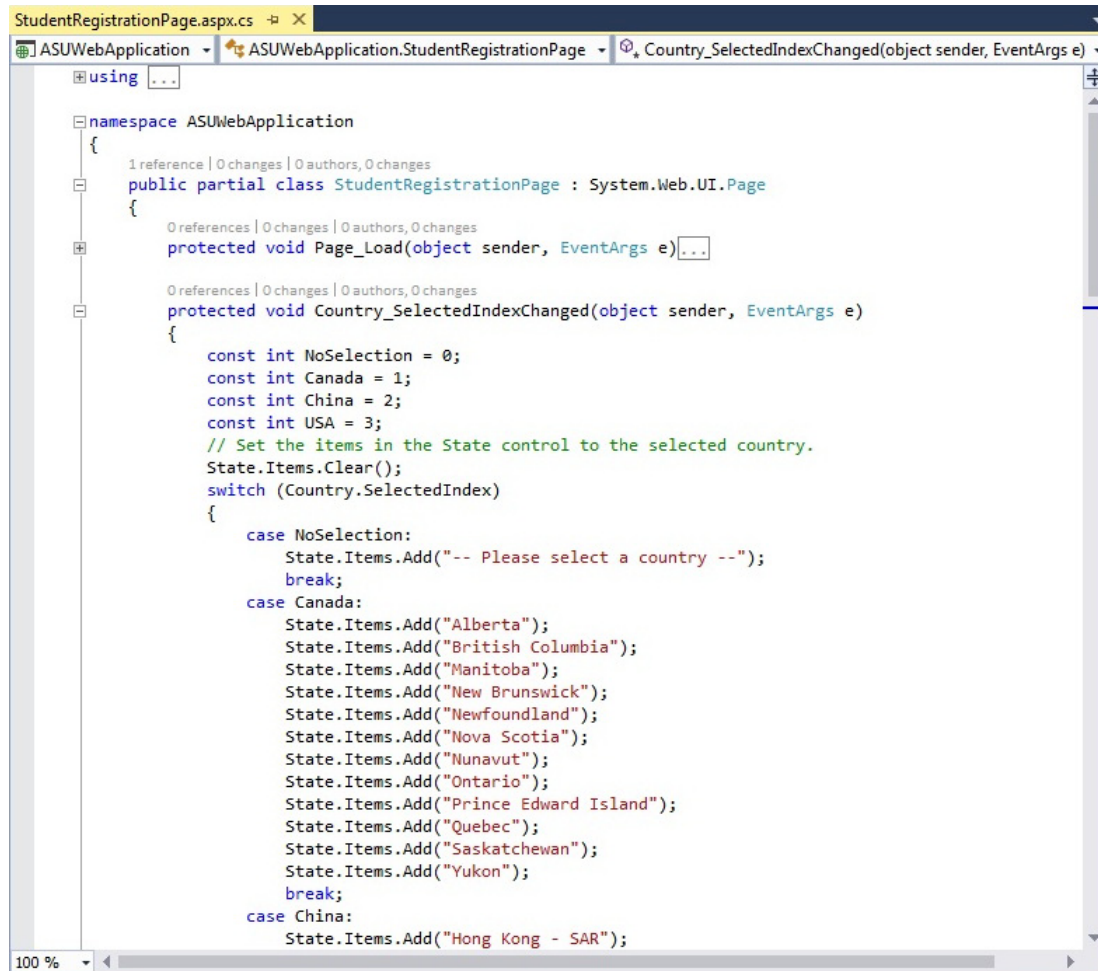 StudentRegistrationPage.aspx.cs
ASUWebApplication ASUWebApplication.StudentRegistrationPage Country_SelectedIndexChanged(object sender, EventArgs e)
using ...
namespace ASUWebApplication
{
1 reference | 0 changes | 0 authors, 0 changes
public partial class StudentRegistrationPage : System.Web.UI.Page
{
0 references | 0 changes | 0 authors, 0 changes
protected void Page_Load(object sender, EventArgs e)...
0 references | 0 changes | 0 authors, 0 changes
protected void Country_SelectedIndexChanged(object sender, EventArgs e)
{
const int NoSelection = 0;
const int Canada = 1;
const int China = 2;
const int USA = 3;
// Set the items in the State control to the selected country.
State.Items.Clear();
switch (Country.SelectedIndex)
{
case NoSelection:
State.Items.Add("-- Please select a country --");
break;
case Canada:
State.Items.Add("Alberta");
State.Items.Add("British Columbia");
State.Items.Add("Manitoba");
State.Items.Add("New Brunswick");
State.Items.Add("Newfoundland");
State.Items.Add("Nova Scotia");
State.Items.Add("Nunavut");
State.Items.Add("Ontario");
State.Items.Add("Prince Edward Island");
State.Items.Add("Quebec");
State.Items.Add("Saskatchewan");
State.Items.Add("Yukon");
break;
case China:
State.Items.Add("Hong Kong - SAR");
100 %